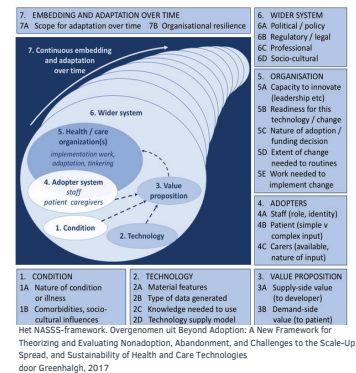 7. EMBEDDING AND ADAPTATION OVER TIME
7A Scope for adaptation over time 7B Organisational resilience
7. Continuous embedding
and adaptation
over time
6. Wider system
5. Health / care
organization(s)
implementation work,
adaptation, tinkering
4. Adopter system
staff
patient caregivers
3. Value
proposition
1. Condition
2. Technology
6. WIDER SYSTEM
6A Political / policy
6B Regulatory / legal
6C Professional
6D Socio-cultural
5. ORGANISATION
5A Capacity to innovate
(leadership etc)
5B Readiness for this
technology / change
5C Nature of adoption /
funding decision
5D Extent of change
needed to routines
5E Work needed to
implement change
4. ADOPTERS
4A Staff (role, identity)
4B Patient (simple v
complex input)
4C Carers (available,
nature of input)
1. CONDITION
1A Nature of condition
or illness
1B Comorbidities, socio-
cultural influences
2. TECHNOLOGY
2A Material features
2B Type of data generated
2C Knowledge needed to use
2D Technology supply model
3. VALUE PROPOSITION
3A Supply-side value
(to developer)
3B Demand-side
value (to patient)
Het NASSS-framework. Overgenomen uit Beyond Adoption: A New Framework for
Theorizing and Evaluating Nonadoption, Abandonment, and Challenges to the Scale-Up
Spread, and Sustainability of Health and Care Technologies
door Greenhalgh, 2017